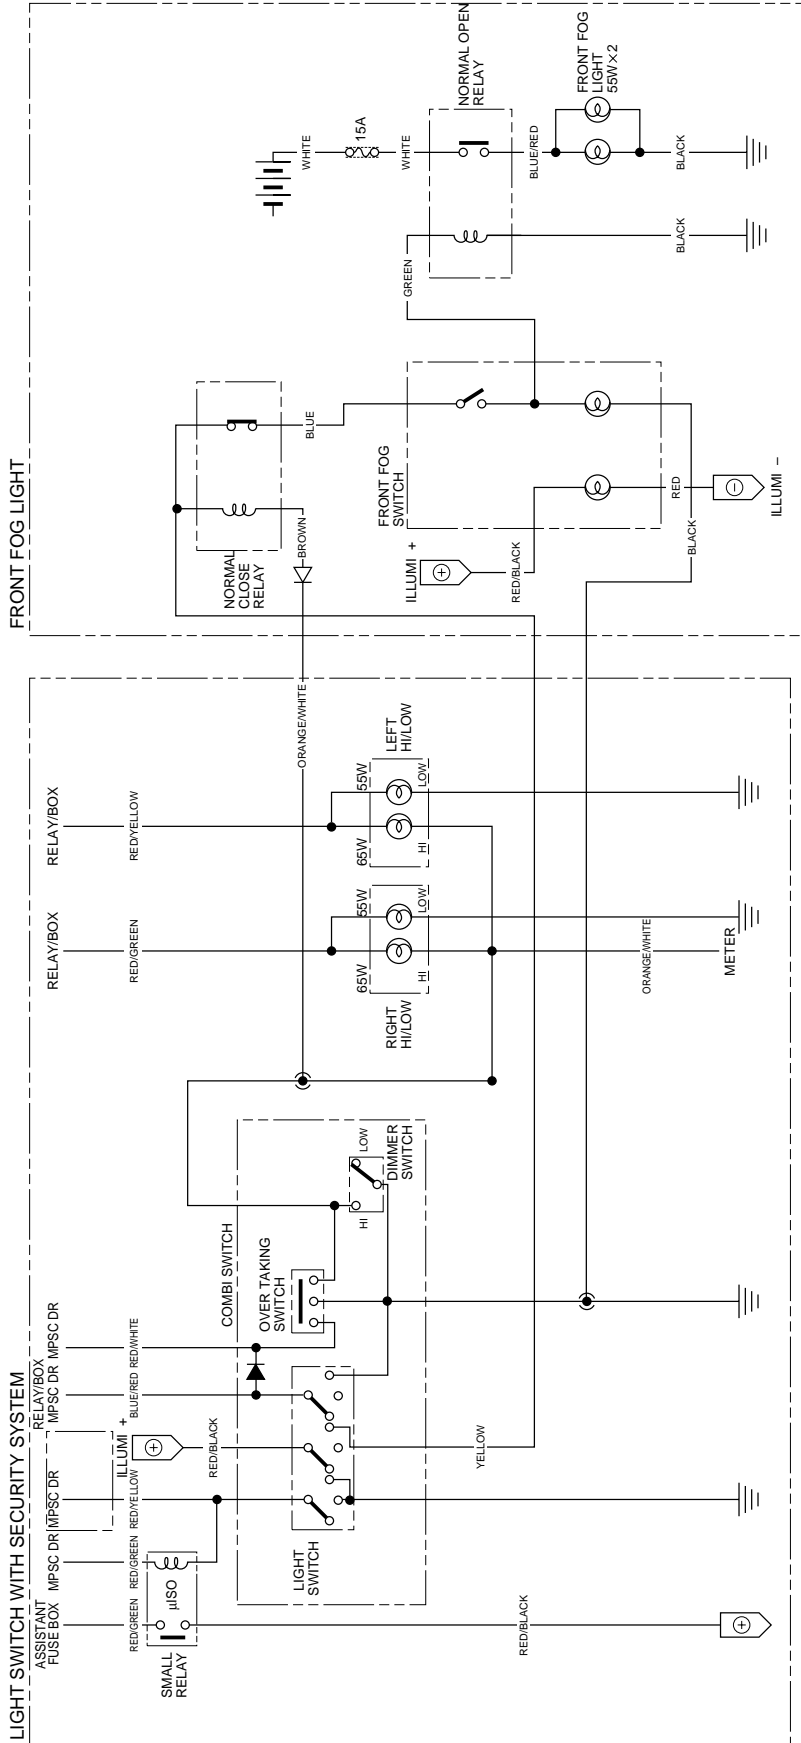 FRONT FOG LIGHT
NORMAL OPEN
RELAY
FRONT FOG
LIGHT
55W×2
15A
WHITE
WHITE
BLUE/RED
BLACK
BLACK
GREEN
BLUE
FRONT FOG
SWITCH
RED
ILLUMI −
BLACK
NORMAL
CLOSE
RELAY
BROWN
ILLUMI +
RED/BLACK
LIGHT SWITCH WITH SECURITY SYSTEM
RELAY/BOX
RED/YELLOW
ORANGE/WHITE
LEFT
HI/LOW
55W
LOW
65W
HI
RELAY/BOX
RED/GREEN
RIGHT
HI/LOW
55W
LOW
65W
HI
ORANGE/WHITE
METER
COMBI SWITCH
DIMMER
SWITCH
LOW
HI
OVER TAKING
SWITCH
MPSC DR
RED/WHITE
RELAY/BOX
MPSC DR
BLUE/RED
ILLUMI +
RED/BLACK
YELLOW
MPSC DR
RED/YELLOW
MPSC DR
RED/GREEN
LIGHT
SWITCH
ASSISTANT
FUSE BOX
RED/GREEN
µISO
SMALL
RELAY
RED/BLACK